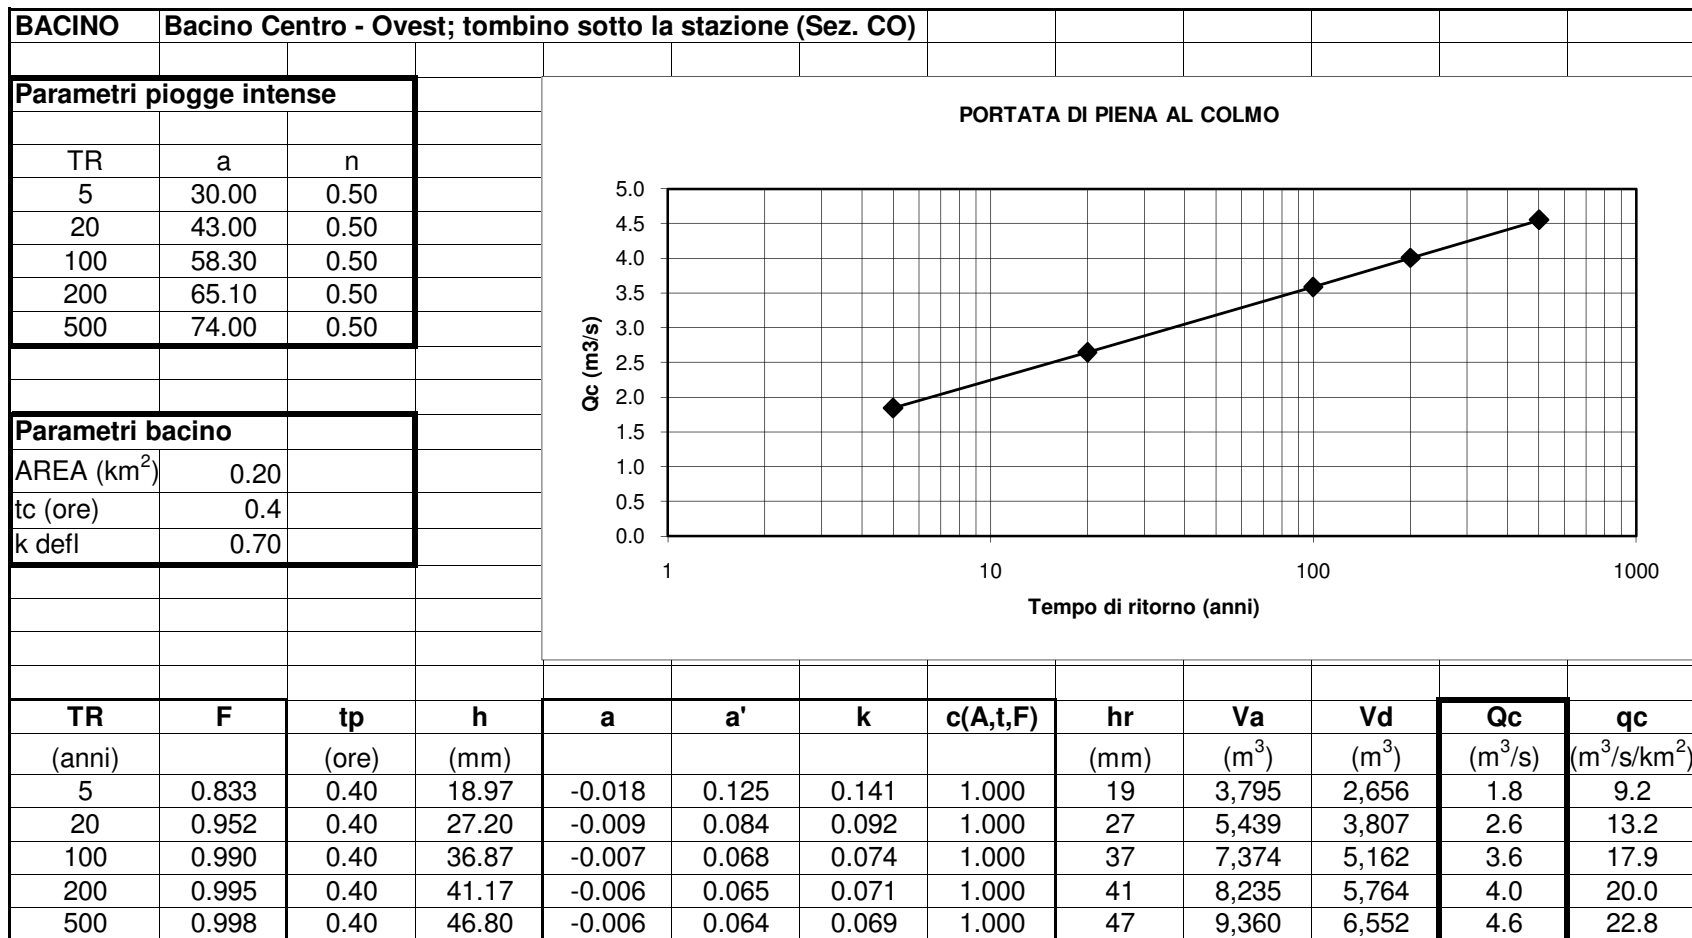 BACINO Bacino Centro - Ovest; tombino sotto la stazione (Sez. CO)
Parametri piogge intense
TR a n
5 30.00 0.50
20 43.00 0.50
100 58.30 0.50
200 65.10 0.50
500 74.00 0.50
Parametri bacino
AREA (km²) 0.20
tc (ore) 0.4
k defl 0.70
PORTATA DI PIENA AL COLMO
Qc (m3/s)
5.0
4.5
4.0
3.5
3.0
2.5
2.0
1.5
1.0
0.5
0.0
1 10 100 1000
Tempo di ritorno (anni)
TR F tp h a a' k c(A,t,F) hr Va Vd Qc qc
(anni) (ore) (mm) (mm) (m³) (m³) (m³/s) (m³/s/km²)
5 0.833 0.40 18.97 -0.018 0.125 0.141 1.000 19 3,795 2,656 1.8 9.2
20 0.952 0.40 27.20 -0.009 0.084 0.092 1.000 27 5,439 3,807 2.6 13.2
100 0.990 0.40 36.87 -0.007 0.068 0.074 1.000 37 7,374 5,162 3.6 17.9
200 0.995 0.40 41.17 -0.006 0.065 0.071 1.000 41 8,235 5,764 4.0 20.0
500 0.998 0.40 46.80 -0.006 0.064 0.069 1.000 47 9,360 6,552 4.6 22.8